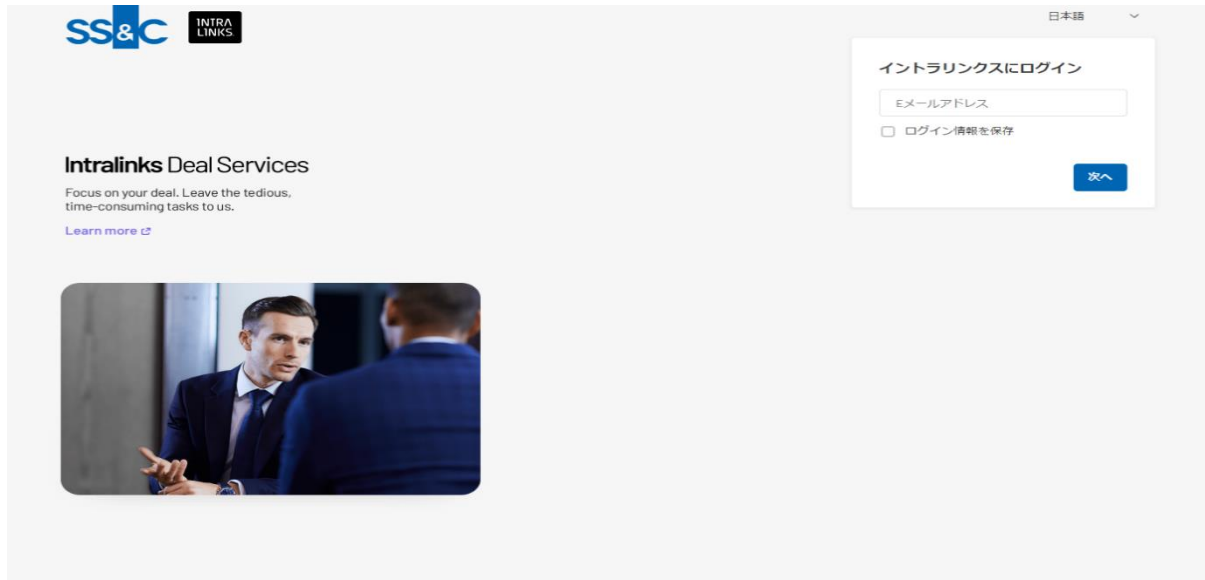 SS&C
INTRA
LINKS
日本語
イントラリンクスにログイン
Eメールアドレス
ログイン情報を保存
次へ
Intralinks Deal Services
Focus on your deal. Leave the tedious,
time-consuming tasks to us.
Learn more